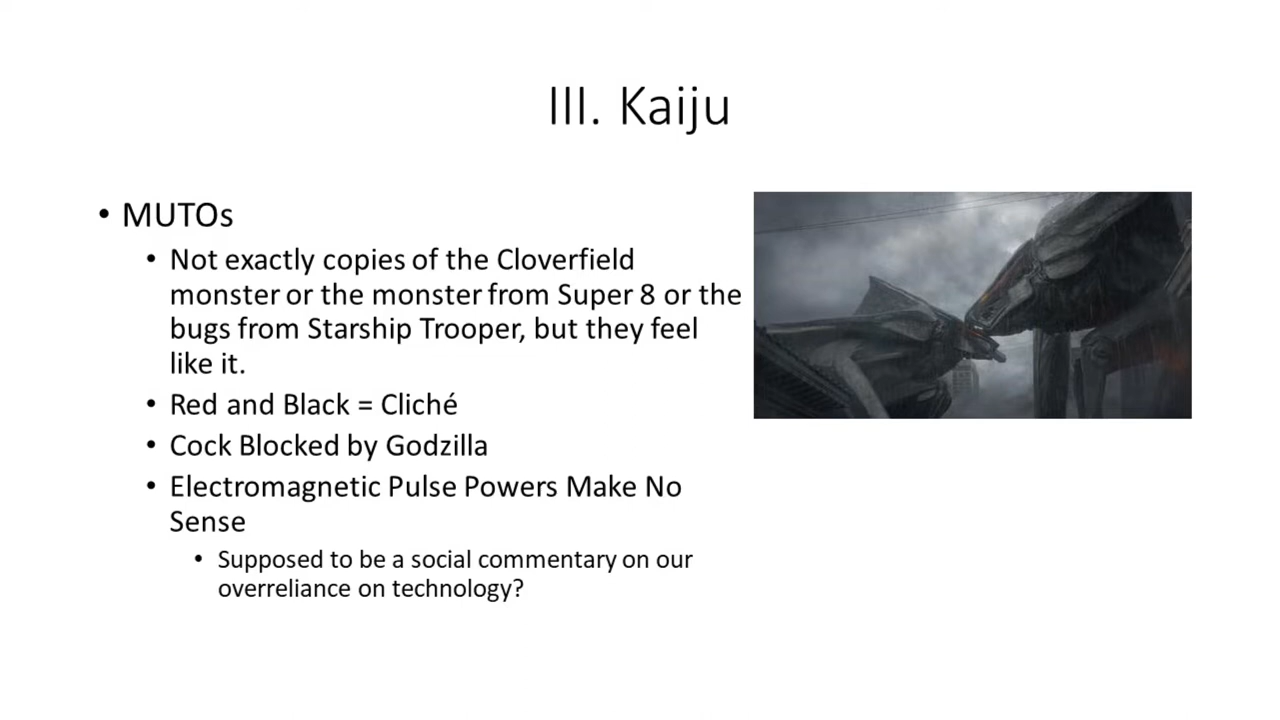 III. Kaiju
• MUTOs
• Not exactly copies of the Cloverfield
monster or the monster from Super 8 or the
bugs from Starship Trooper, but they feel
like it.
• Red and Black = Cliché
• Cock Blocked by Godzilla
• Electromagnetic Pulse Powers Make No
Sense
• Supposed to be a social commentary on our
overreliance on technology?